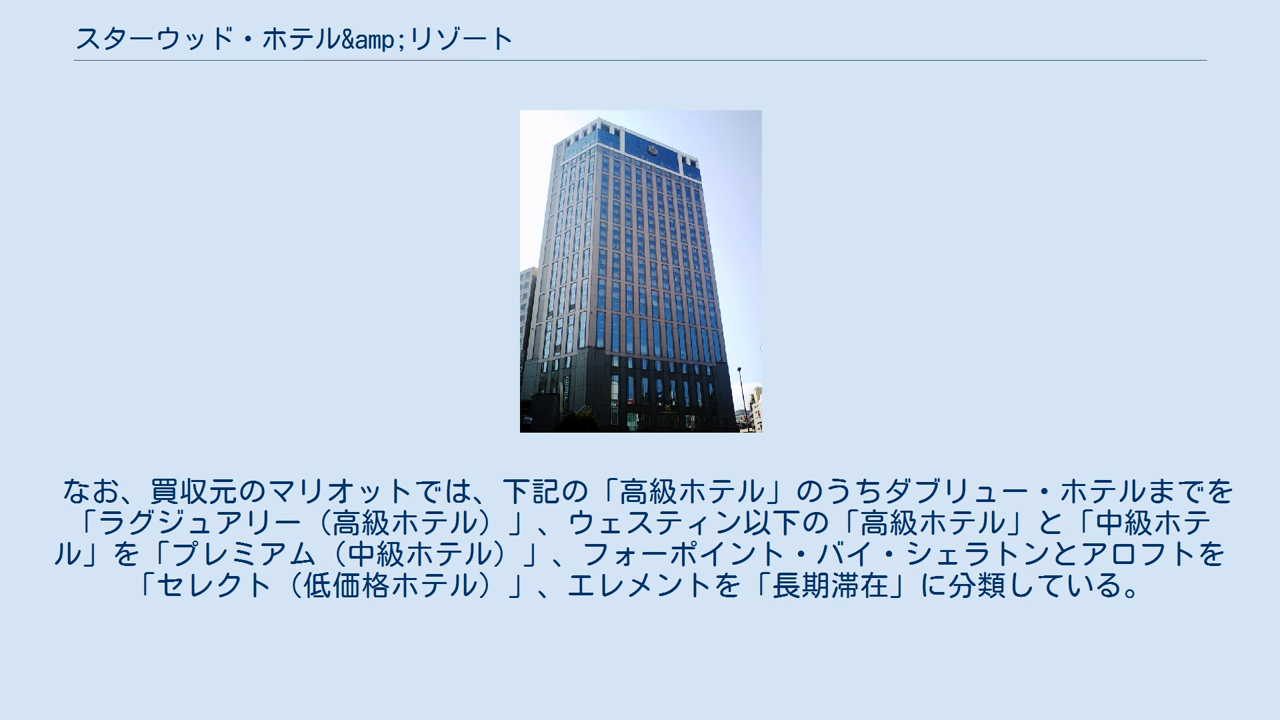 スターウッド・ホテル&amp;リゾート
なお、買収元のマリオットでは、下記の「高級ホテル」のうちダブリュー・ホテルまでを
「ラグジュアリー（高級ホテル）」、ウェスティン以下の「高級ホテル」と「中級ホテ
ル」を「プレミアム（中級ホテル）」、フォーポイント・バイ・シェラトンとアロフトを
「セレクト（低価格ホテル）」、エレメントを「長期滞在」に分類している。